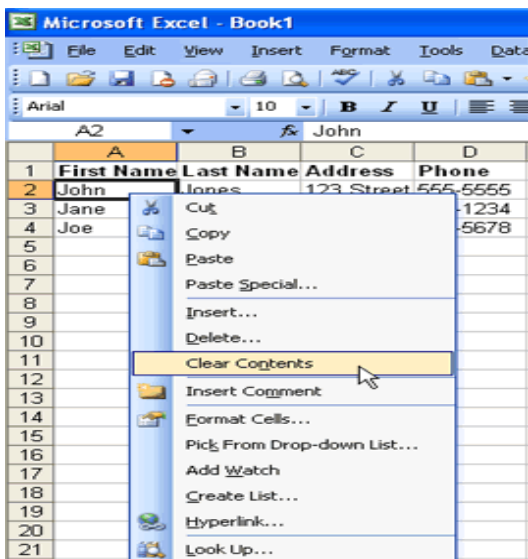 Microsoft Excel - Book1
File Edit View Insert Format Tools Data
ABC
Arial 10 B I U
A2 fx John
A B C D
1 First Name Last Name Address Phone
2 John Jones 123 Street 555-5555
3 Jane -1234
4 Joe -5678
5
6
7
8
9
10
11
12
13
14
15
16
17
18
19
20
21
Cut
Copy
Paste
Paste Special...
Insert...
Delete...
Clear Contents
Insert Comment
Format Cells...
Pick From Drop-down List...
Add Watch
Create List...
Hyperlink...
Look Up...